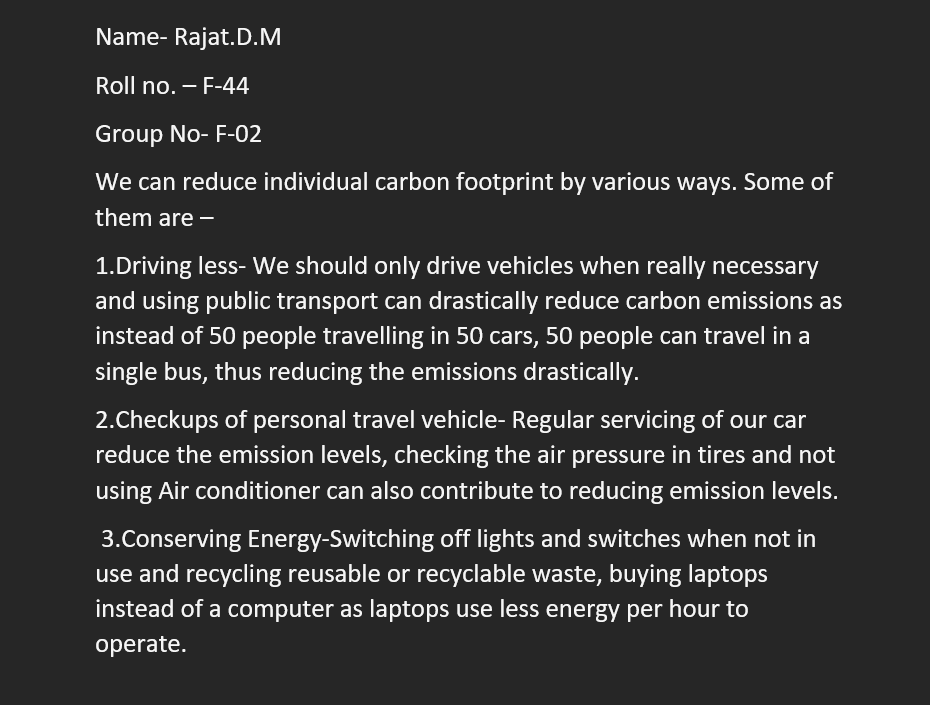 Name- Rajat.D.M
Roll no. – F-44
Group No- F-02
We can reduce individual carbon footprint by various ways. Some of
them are –
1.Driving less- We should only drive vehicles when really necessary
and using public transport can drastically reduce carbon emissions as
instead of 50 people travelling in 50 cars, 50 people can travel in a
single bus, thus reducing the emissions drastically.
2.Checkups of personal travel vehicle- Regular servicing of our car
reduce the emission levels, checking the air pressure in tires and not
using Air conditioner can also contribute to reducing emission levels.
3.Conserving Energy-Switching off lights and switches when not in
use and recycling reusable or recyclable waste, buying laptops
instead of a computer as laptops use less energy per hour to
operate.